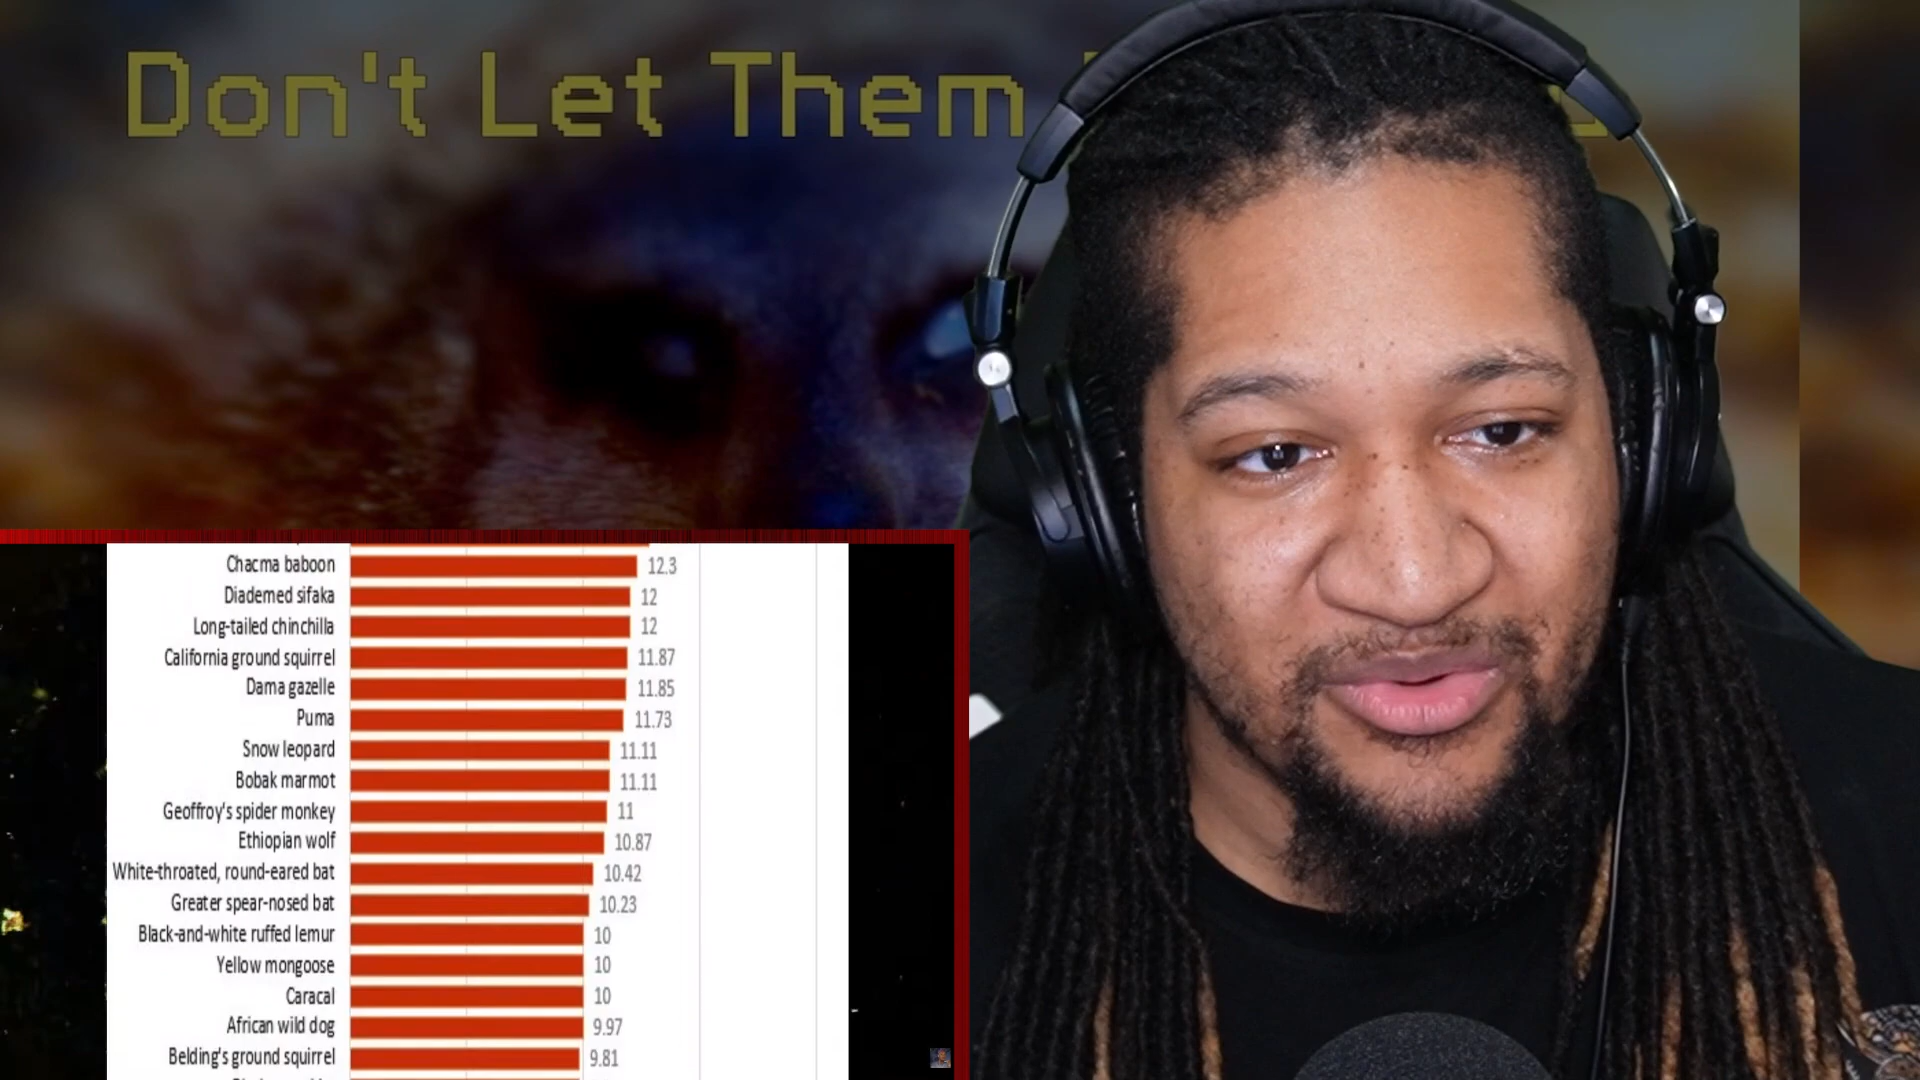 Don't Let Them
Chacma baboon 12.3
Diademed sifaka 12
Long-tailed chinchilla 12
California ground squirrel 11.87
Dama gazelle 11.85
Puma 11.73
Snow leopard 11.11
Bobak marmot 11.11
Geoffroy's spider monkey 11
Ethiopian wolf 10.87
White-throated, round-eared bat 10.42
Greater spear-nosed bat 10.23
Black-and-white ruffed lemur 10
Yellow mongoose 10
Caracal 10
African wild dog 9.97
Belding's ground squirrel 9.81